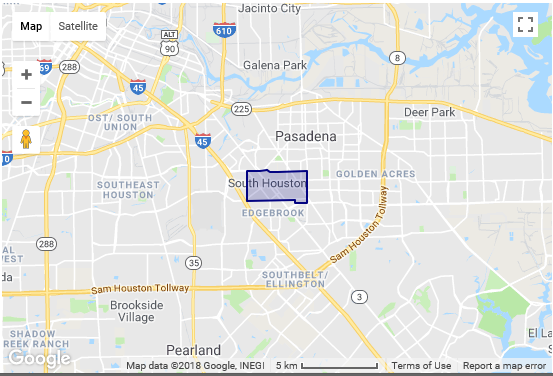 Jacinto City
Map
Satellite
ALT
90
610
8
69
288
Galena Park
45
225
Deer Park
OST/ SOUTH
UNION
Pasadena
45
10
GOLDEN ACRES
South Houston
SOUTHEAST
HOUSTON
EDGEBROOK
288
Sam Houston Tollway
35
SOUTHBELT/
ELLINGTON
Sam Houston Tollway
3
Brookside
Village
SHADOW
CREEK RANCH
El La
Pearland
Google
Map data ©2018 Google, INEGI
5 km
Terms of Use
Report a map error